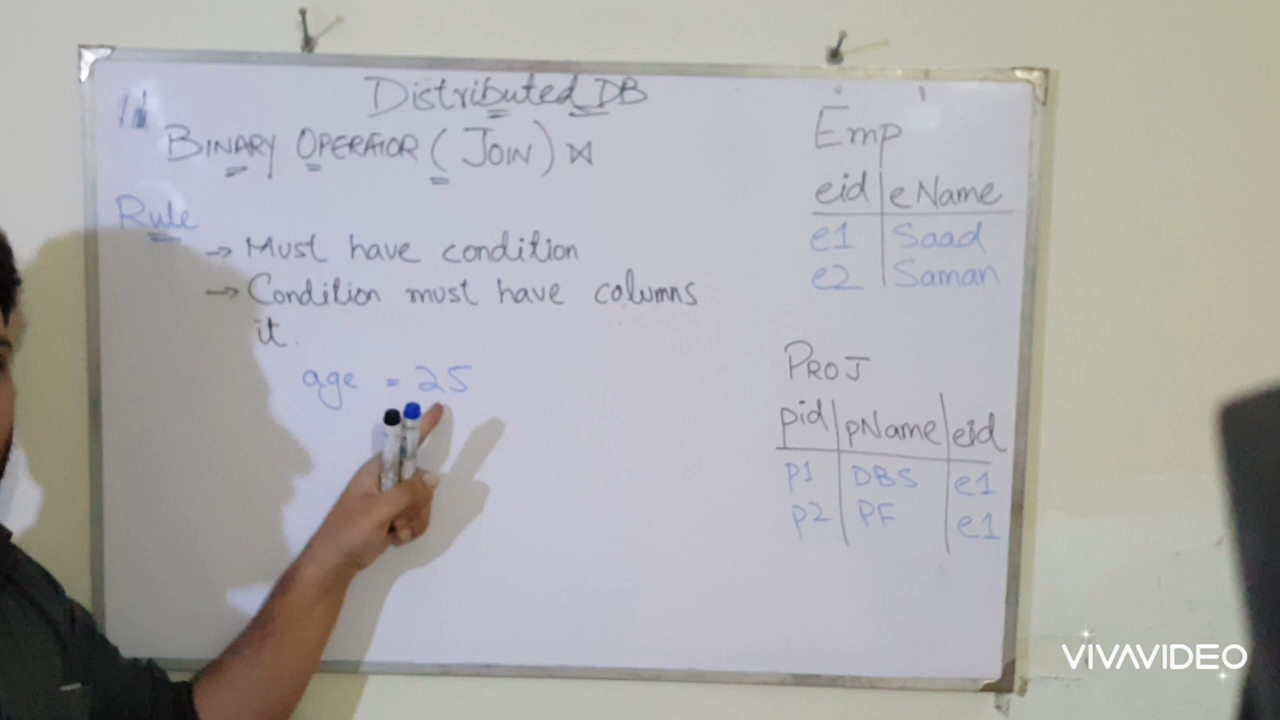 Distributed DB
BINARY OPERATOR (JOIN) ⋈
Rule
→ Must have condition
→ Condition must have columns
it.
age = 25
Emp
eid eName
e1 Saad
e2 Saman
PROJ
pid pName eid
P1 DBS e1
P2 PF e1
VIVAVIDEO